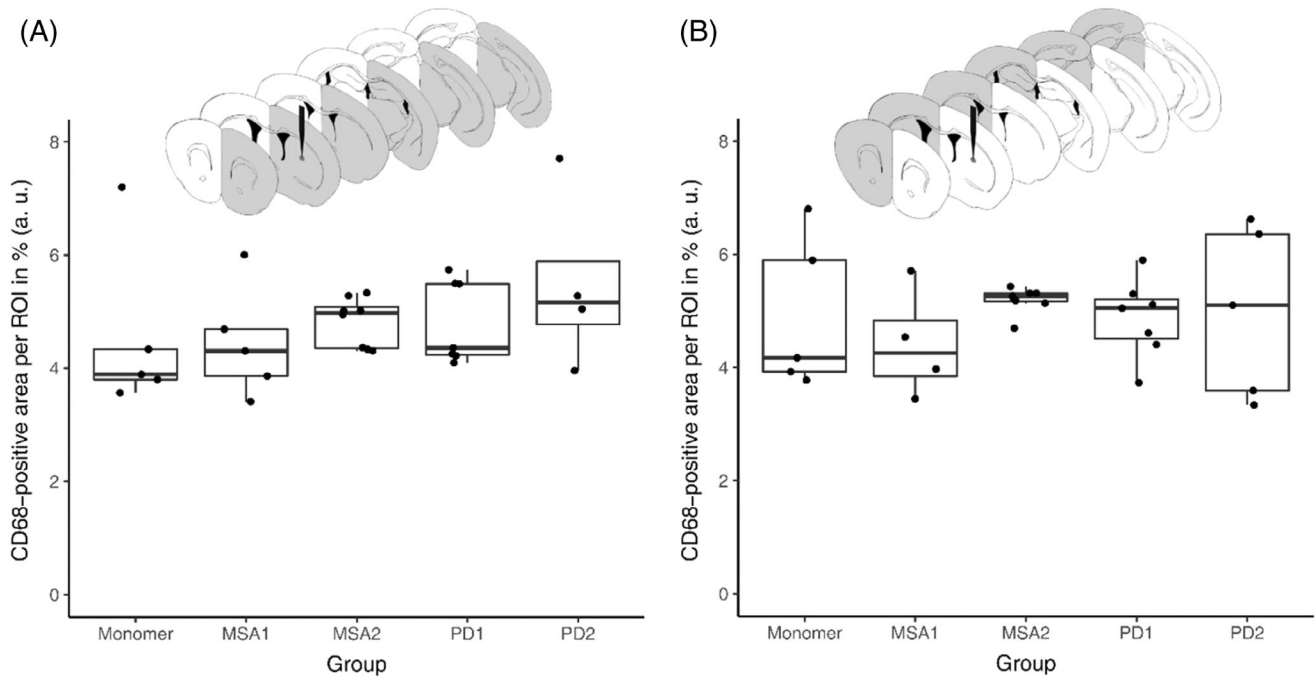 (A)
CD68–positive area per ROI in % (a. u.)
8
6
4
2
0
Monomer MSA1 MSA2 PD1 PD2
Group
(B)
CD68–positive area per ROI in % (a. u.)
8
6
4
2
0
Monomer MSA1 MSA2 PD1 PD2
Group